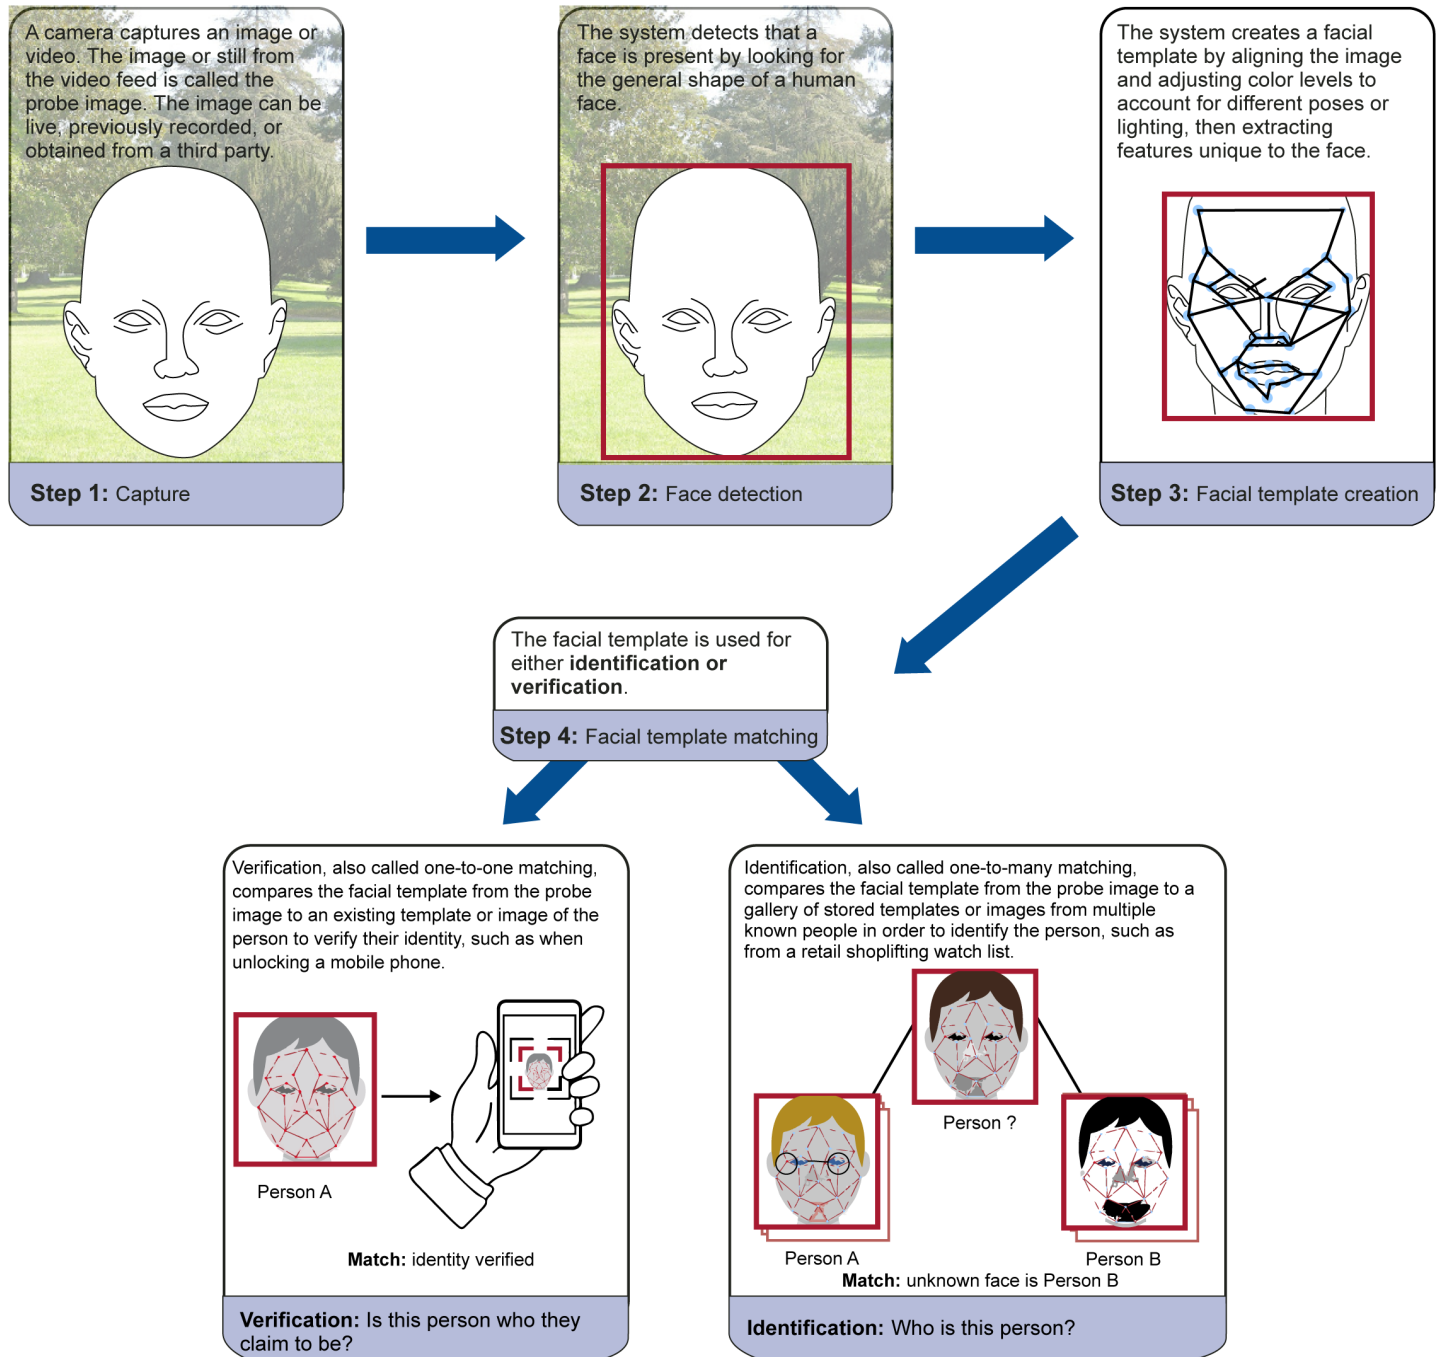 A camera captures an image or
video. The image or still from
the video feed is called the
probe image. The image can be
live, previously recorded, or
obtained from a third party.
Step 1: Capture
The system detects that a
face is present by looking for
the general shape of a human
face.
Step 2: Face detection
The system creates a facial
template by aligning the image
and adjusting color levels to
account for different poses or
lighting, then extracting
features unique to the face.
Step 3: Facial template creation
The facial template is used for
either identification or
verification.
Step 4: Facial template matching
Verification, also called one-to-one matching,
compares the facial template from the probe
image to an existing template or image of the
person to verify their identity, such as when
unlocking a mobile phone.
Person A
Match: identity verified
Verification: Is this person who they
claim to be?
Identification, also called one-to-many matching,
compares the facial template from the probe image to a
gallery of stored templates or images from multiple
known people in order to identify the person, such as
from a retail shoplifting watch list.
Person ?
Person A
Person B
Match: unknown face is Person B
Identification: Who is this person?